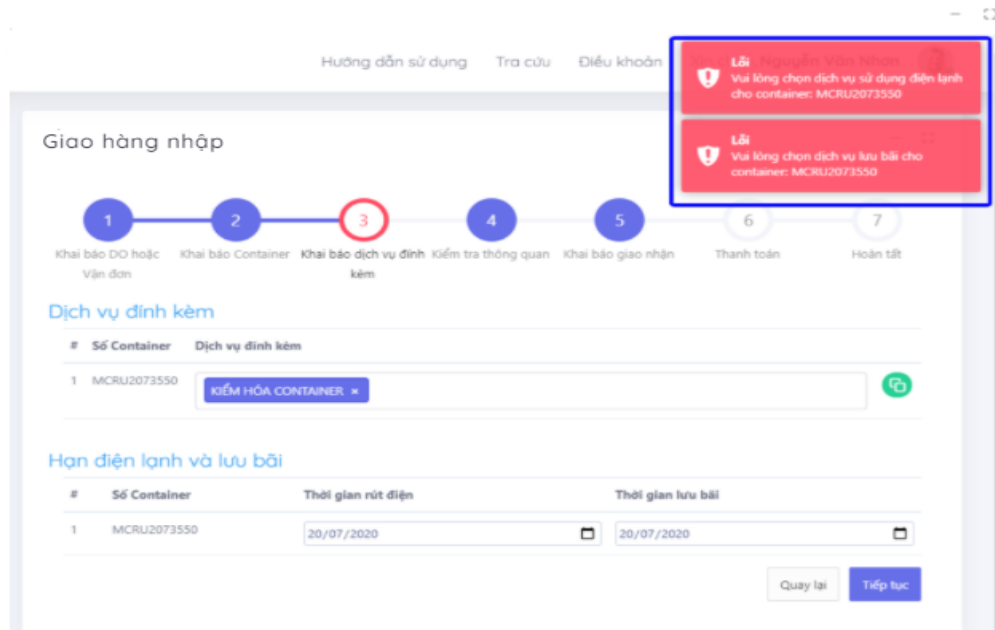 Hướng dẫn sử dụng Tra cứu Điều khoản
Nguyễn Văn Nhan
Lỗi
Vui lòng chọn dịch vụ sử dụng điện lạnh
cho container: MCRU2073550
Lỗi
Vui lòng chọn dịch vụ lưu bãi cho
container: MCRU2073550
Giao hàng nhập
1 2 3 4 5 6 7
Khai báo DO hoặc Vận đơn
Khai báo Container
Khai báo dịch vụ đính kèm
Kiểm tra thông quan
Khai báo giao nhận
Thanh toán
Hoàn tất
Dịch vụ đính kèm
# Số Container Dịch vụ đính kèm
1 MCRU2073550 KIỂM HÓA CONTAINER ×
Hạn điện lạnh và lưu bãi
# Số Container Thời gian rút điện Thời gian lưu bãi
1 MCRU2073550 20/07/2020 20/07/2020
Quay lại Tiếp tục